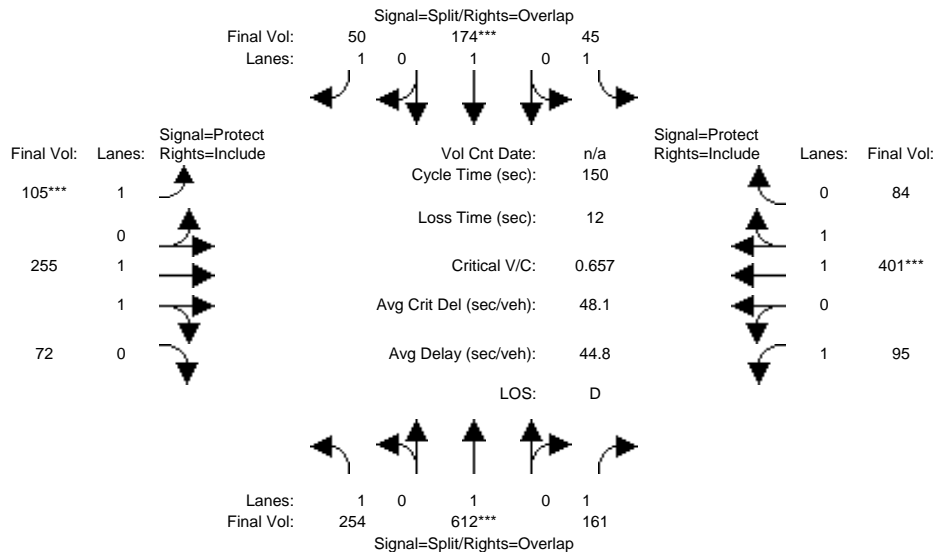 Signal=Split/Rights=Overlap
Final Vol: 50 174*** 45
Lanes: 1 0 1 0 1
Signal=Protect
Final Vol: Lanes: Rights=Include
Vol Cnt Date: n/a
Signal=Protect
Rights=Include Lanes: Final Vol:
Cycle Time (sec): 150
105*** 1
0 84
Loss Time (sec): 12
0
1
255 1
Critical V/C: 0.657
1 401***
1
Avg Crit Del (sec/veh): 48.1
0
72 0
Avg Delay (sec/veh): 44.8
1 95
LOS: D
Lanes: 1 0 1 0 1
Final Vol: 254 612*** 161
Signal=Split/Rights=Overlap